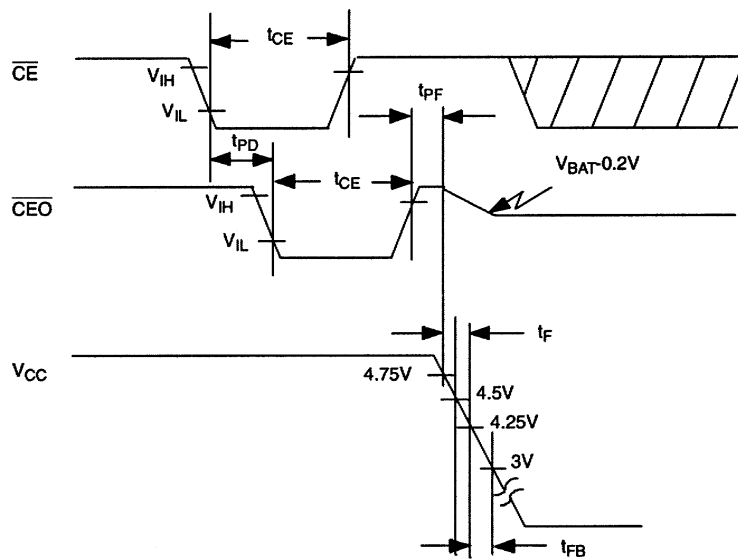 tCE
CE
VIH
VIL
tPF
tPD
VBAT-0.2V
tCE
CEO
VIH
VIL
tF
VCC
4.75V
4.5V
4.25V
3V
tFB